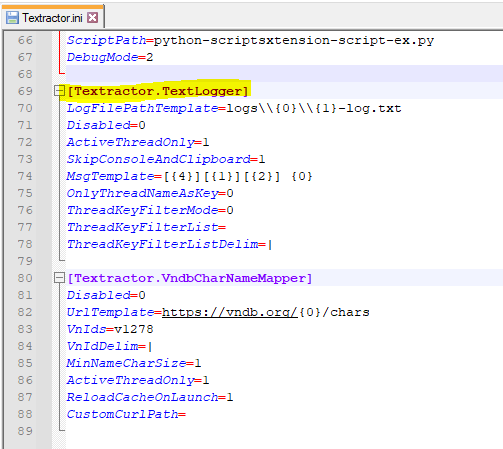 Textractor.ini
66 ScriptPath=python-scriptsxtension-script-ex.py
67 DebugMode=2
68
69 [Textractor.TextLogger]
70 LogFilePathTemplate=logs\\{0}\\{1}-log.txt
71 Disabled=0
72 ActiveThreadOnly=1
73 SkipConsoleAndClipboard=1
74 MsgTemplate=[{4}][{1}][{2}] {0}
75 OnlyThreadNameAsKey=0
76 ThreadKeyFilterMode=0
77 ThreadKeyFilterList=
78 ThreadKeyFilterListDelim=|
79
80 [Textractor.VndbCharNameMapper]
81 Disabled=0
82 UrlTemplate=https://vndb.org/{0}/chars
83 VnIds=v1278
84 VnIdDelim=|
85 MinNameCharSize=1
86 ActiveThreadOnly=1
87 ReloadCacheOnLaunch=1
88 CustomCurlPath=
89